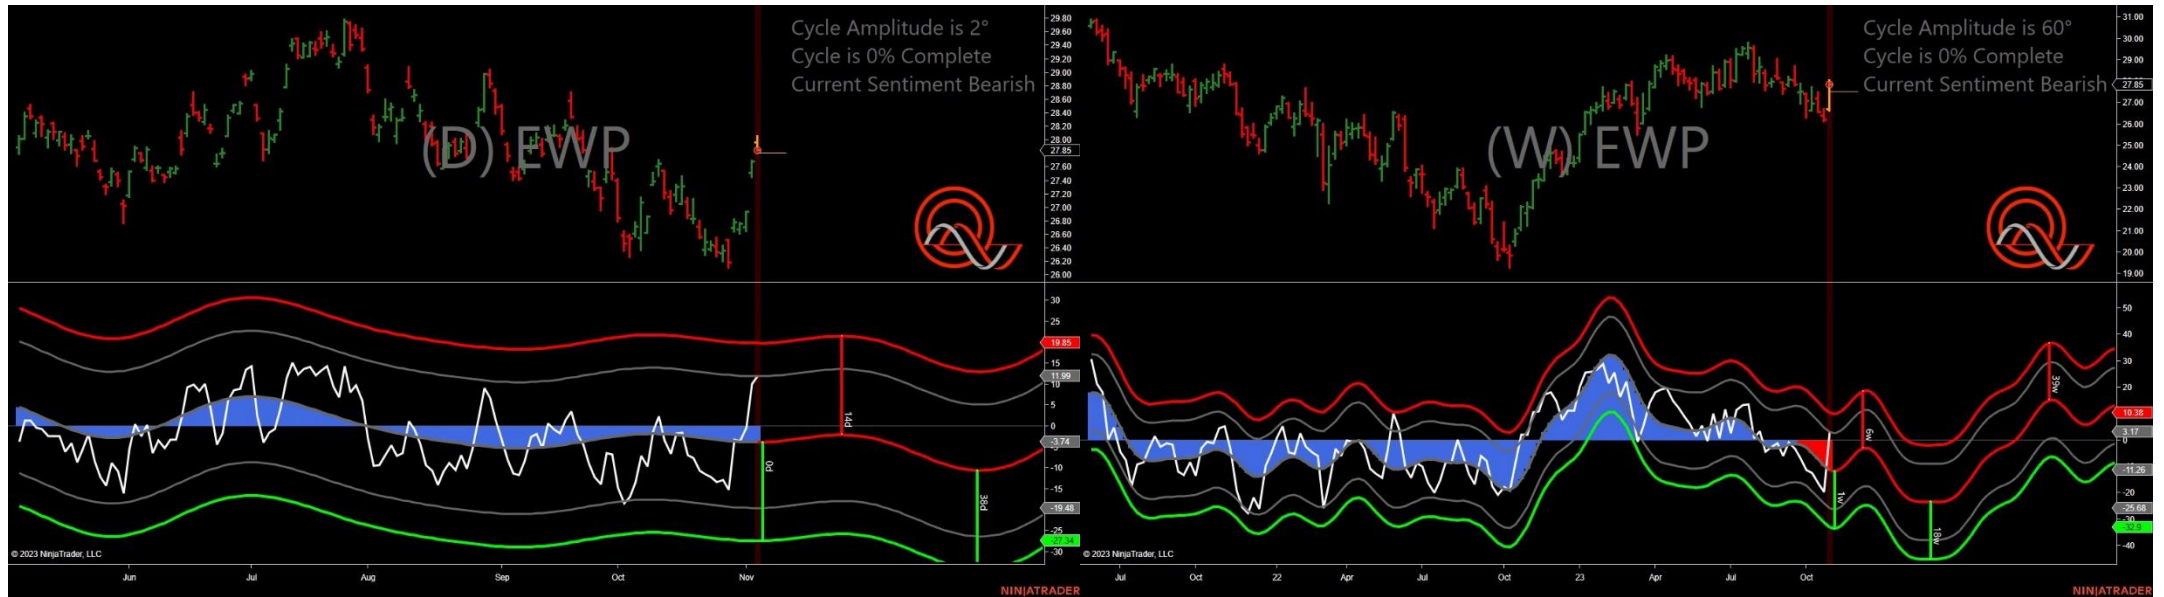 Cycle Amplitude is 2°
Cycle is 0% Complete
Current Sentiment Bearish
(D) EWP
29.80
29.60
29.40
29.20
29.00
28.80
28.60
28.40
28.20
28.00
27.85
27.60
27.40
27.20
27.00
26.80
26.60
26.40
26.20
26.00
30
25
19.85
15
11.99
10
5
0
-3.74
-10
-15
-19.48
-25
-27.34
-30
14d
0d
38d
© 2023 NinjaTrader, LLC
Jun Jul Aug Sep Oct Nov
NINJATRADER
Cycle Amplitude is 60°
Cycle is 0% Complete
Current Sentiment Bearish
(W) EWP
31.00
30.00
29.00
27.85
27.00
26.00
25.00
24.00
23.00
22.00
21.00
20.00
19.00
50
40
30
20
10.38
3.17
0
-11.26
-20
-25.68
-32.9
-40
6w
1w
18w
39w
© 2023 NinjaTrader, LLC
Jul Oct 22 Apr Jul Oct 23 Apr Jul Oct
NINJATRADER